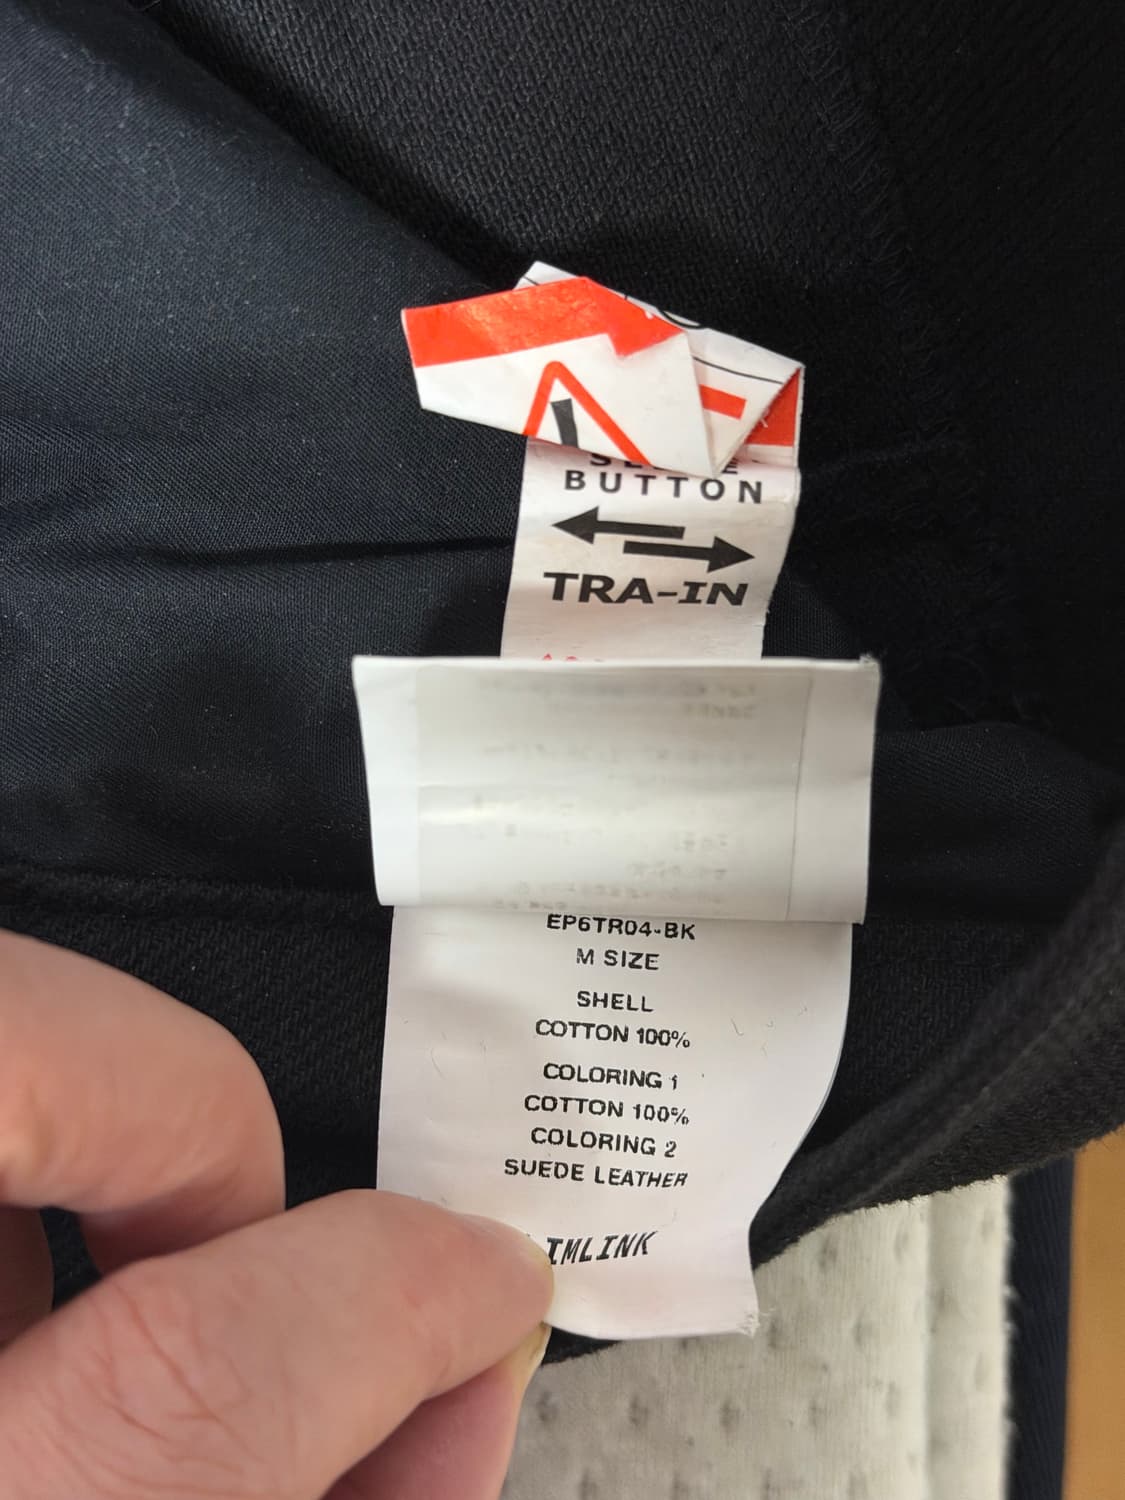 BUTTON
TRA-IN
EP6TR04-BK
M SIZE
SHELL
COTTON 100%
COLORING 1
COTTON 100%
COLORING 2
SUEDE LEATHER
IMLINK